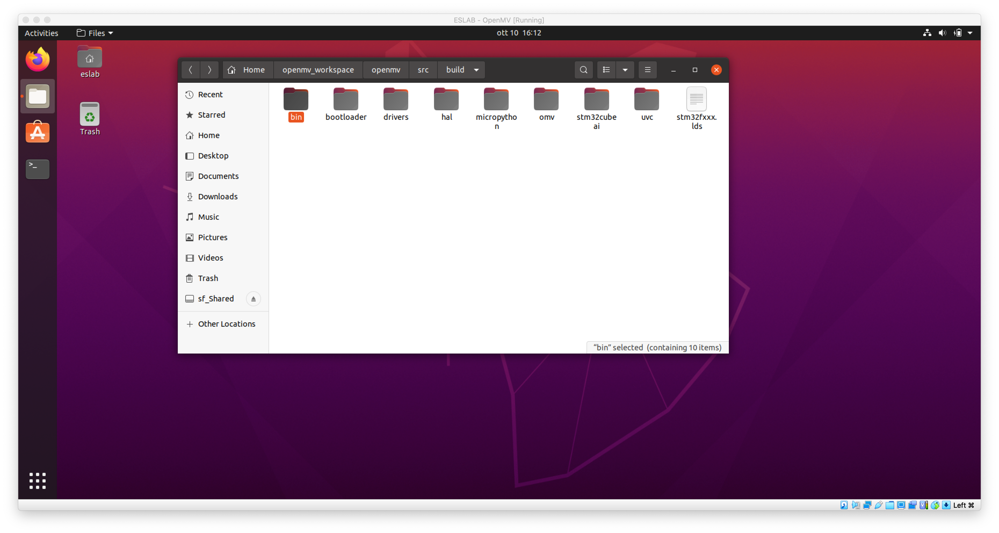 ESLAB - OpenMV [Running]
Activities Files ott 10 16:12
eslab
Trash
Home openmv_workspace openmv src build
Recent
Starred
Home
Desktop
Documents
Downloads
Music
Pictures
Videos
Trash
sf_Shared
Other Locations
bin bootloader drivers hal micropytho omv stm32cube uvc stm32fxxx.
n ai lds
“bin” selected (containing 10 items)
Left ⌘